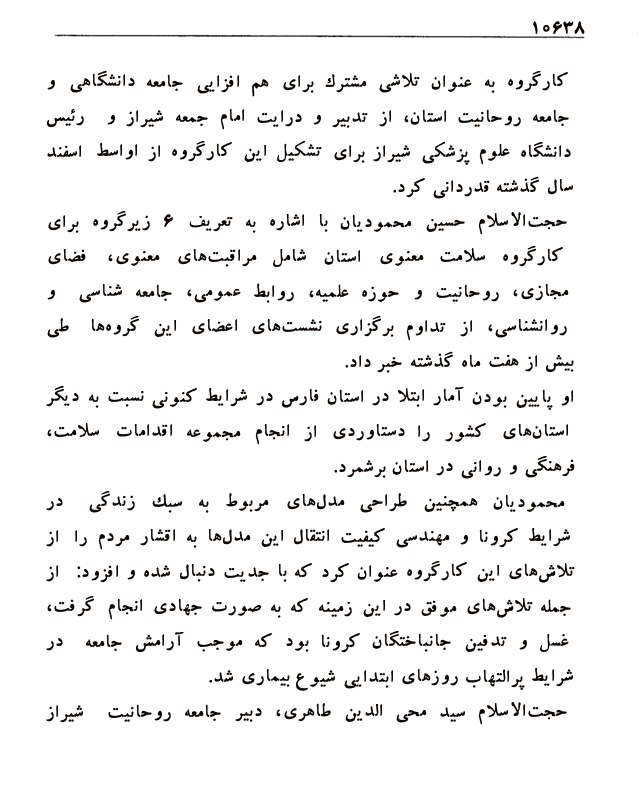 ۱۰۶۳۸
کارگروه به عنوان تلاشی مشترك برای هم افزایی جامعه دانشگاهی و
جامعه روحانیت استان، از تدبیر و درایت امام جمعه شیراز و رئیس
دانشگاه علوم پزشکی شیراز برای تشکیل این کارگروه از اواسط اسفند
سال گذشته قدردانی کرد.
حجت‌الاسلام حسین محمودیان با اشاره به تعریف ۶ زیرگروه برای
کارگروه سلامت معنوی استان شامل مراقبت‌های معنوی، فضای
مجازی، روحانیت و حوزه علمیه، روابط عمومی، جامعه شناسی و
روانشناسی، از تداوم برگزاری نشست‌های اعضای این گروه‌ها طی
بیش از هفت ماه گذشته خبر داد.
او پایین بودن آمار ابتلا در استان فارس در شرایط کنونی نسبت به دیگر
استان‌های کشور را دستاوردی از انجام مجموعه اقدامات سلامت،
فرهنگی و روانی در استان برشمرد.
محمودیان همچنین طراحی مدل‌های مربوط به سبك زندگی در
شرایط کرونا و مهندسی کیفیت انتقال این مدل‌ها به اقشار مردم را از
تلاش‌های این کارگروه عنوان کرد که با جدیت دنبال شده و افزود: از
جمله تلاش‌های موفق در این زمینه که به صورت جهادی انجام گرفت،
غسل و تدفین جانباختگان کرونا بود که موجب آرامش جامعه در
شرایط پرالتهاب روزهای ابتدایی شیوع بیماری شد.
حجت‌الاسلام سید محی الدین طاهری، دبیر جامعه روحانیت شیراز